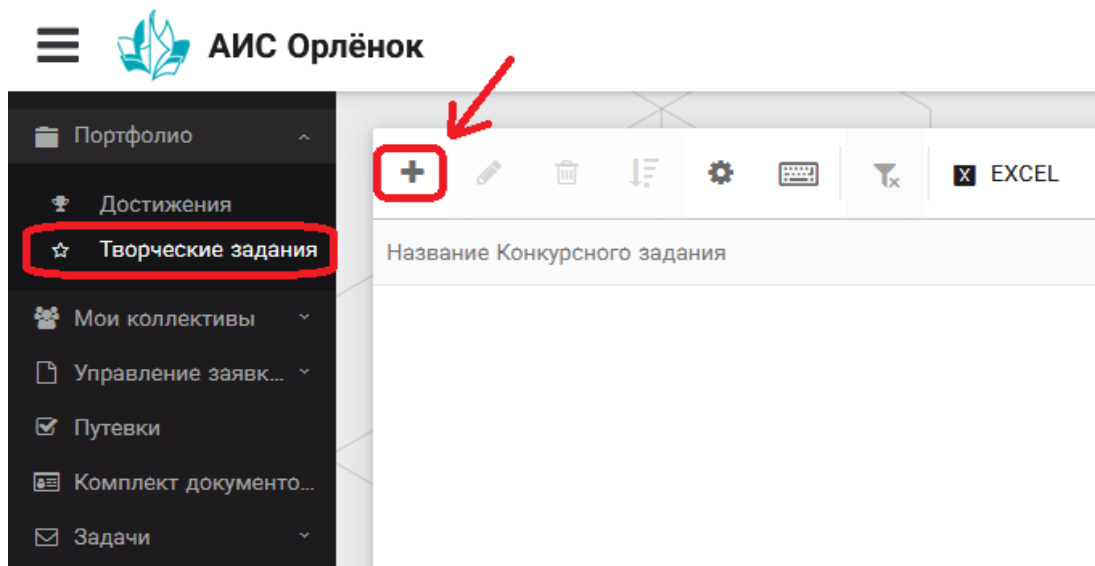 АИС Орлёнок
Портфолио
Достижения
Творческие задания
Мои коллективы
Управление заявк...
Путевки
Комплект документо...
Задачи
X EXCEL
Название Конкурсного задания